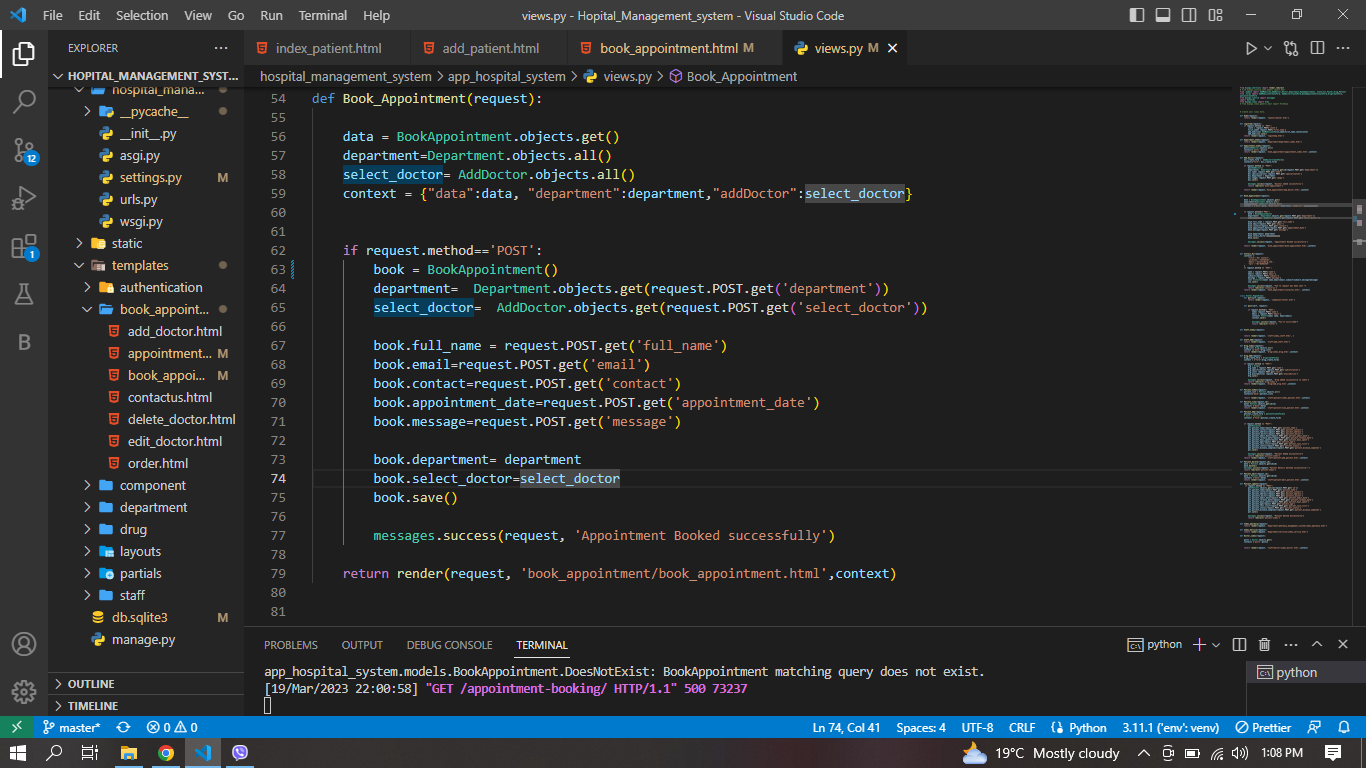 File Edit Selection View Go Run Terminal Help
views.py - Hopital_Management_system - Visual Studio Code
EXPLORER
HOPITAL_MANAGEMENT_SYST...
hospital_mana...
__pycache__
__init__.py
asgi.py
settings.py M
urls.py
wsgi.py
static
templates
authentication
book_appoint...
add_doctor.html
appointment... M
book_appoi... M
contactus.html
delete_doctor.html
edit_doctor.html
order.html
component
department
drug
layouts
partials
staff
db.sqlite3 M
manage.py
OUTLINE
TIMELINE
12
1
B
index_patient.html
add_patient.html
book_appointment.html M
views.py M
hospital_management_system > app_hospital_system > views.py > Book_Appointment
54 def Book_Appointment(request):
55
56 data = BookAppointment.objects.get()
57 department=Department.objects.all()
58 select_doctor= AddDoctor.objects.all()
59 context = {"data":data, "department":department,"addDoctor":select_doctor}
60
61
62 if request.method=='POST':
63 book = BookAppointment()
64 department=  Department.objects.get(request.POST.get('department'))
65 select_doctor=  AddDoctor.objects.get(request.POST.get('select_doctor'))
66
67 book.full_name = request.POST.get('full_name')
68 book.email=request.POST.get('email')
69 book.contact=request.POST.get('contact')
70 book.appointment_date=request.POST.get('appointment_date')
71 book.message=request.POST.get('message')
72
73 book.department= department
74 book.select_doctor=select_doctor
75 book.save()
76
77 messages.success(request, 'Appointment Booked successfully')
78
79 return render(request, 'book_appointment/book_appointment.html',context)
80
81
PROBLEMS OUTPUT DEBUG CONSOLE TERMINAL
python
app_hospital_system.models.BookAppointment.DoesNotExist: BookAppointment matching query does not exist.
[19/Mar/2023 22:00:58] "GET /appointment-booking/ HTTP/1.1" 500 73237
python
master* 0 0 Ln 74, Col 41 Spaces: 4 UTF-8 CRLF Python 3.11.1 ('env': venv) Prettier
19°C Mostly cloudy 1:08 PM